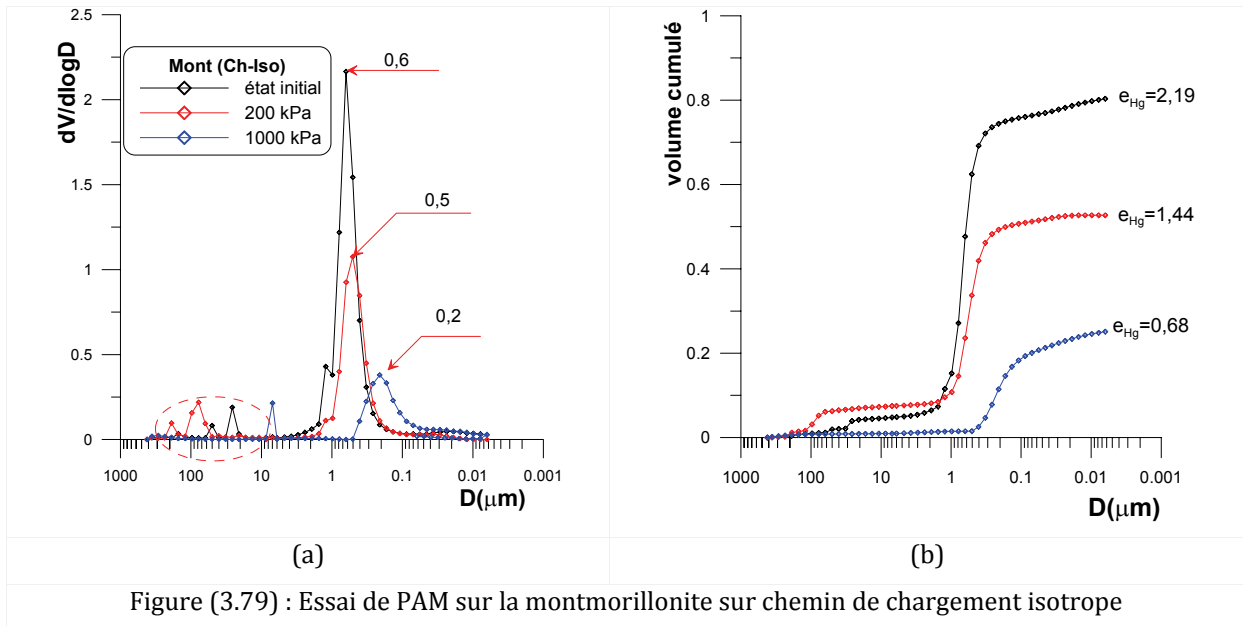 2.5
2
1.5
1
0.5
0
dV/dlogD
Mont (Ch-Iso)
état initial
200 kPa
1000 kPa
0,6
0,5
0,2
1000 100 10 1 0.1 0.01 0.001
D(μm)
(a)
1
0.8
0.6
0.4
0.2
0
volume cumulé
eHg=2,19
eHg=1,44
eHg=0,68
1000 100 10 1 0.1 0.01 0.001
D(μm)
(b)
Figure (3.79) : Essai de PAM sur la montmorillonite sur chemin de chargement isotrope